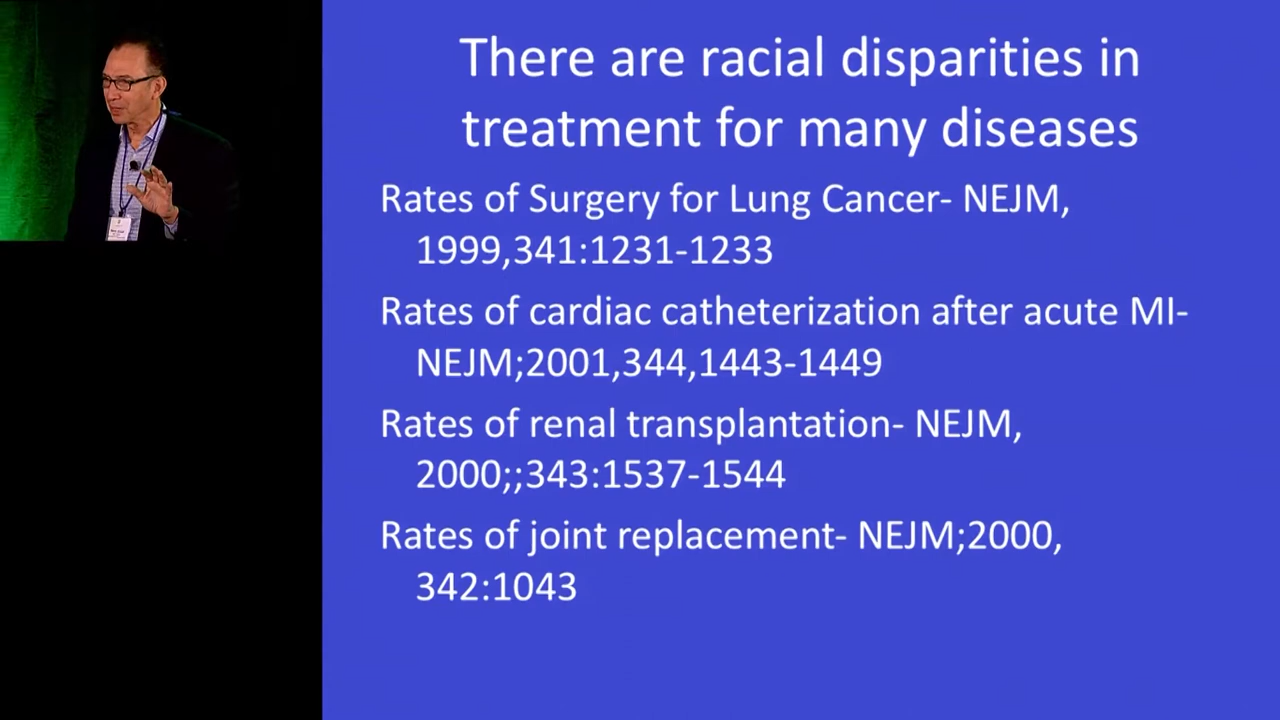 There are racial disparities in
treatment for many diseases
Rates of Surgery for Lung Cancer- NEJM,
1999,341:1231-1233
Rates of cardiac catheterization after acute MI-
NEJM;2001,344,1443-1449
Rates of renal transplantation- NEJM,
2000;;343:1537-1544
Rates of joint replacement- NEJM;2000,
342:1043